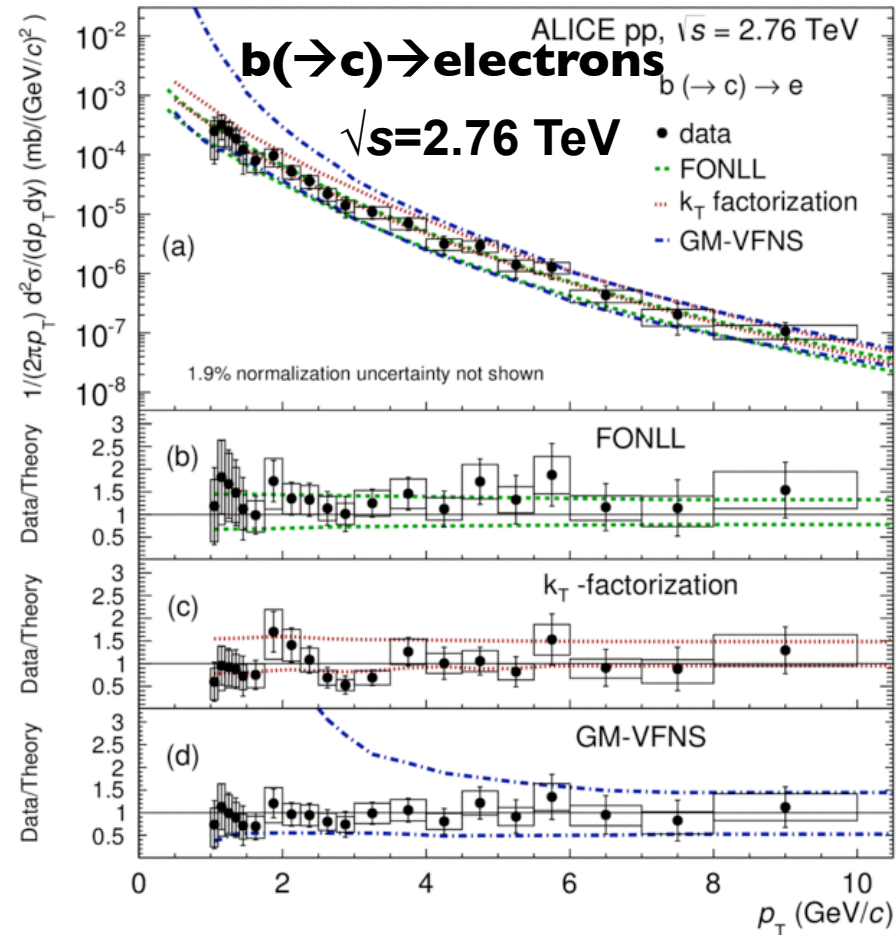 ALICE pp, √s = 2.76 TeV
b(→c)→electrons
b (→ c) → e
√s=2.76 TeV
data
FONLL
k_T factorization
GM-VFNS
1/(2πp_T) d²σ/(dp_T dy) (mb/(GeV/c)²)
10⁻²
10⁻³
10⁻⁴
10⁻⁵
10⁻⁶
10⁻⁷
10⁻⁸
(a)
1.9% normalization uncertainty not shown
Data/Theory
3
2.5
2
1.5
1
0.5
(b)
FONLL
Data/Theory
3
2.5
2
1.5
1
0.5
(c)
k_T -factorization
Data/Theory
3
2.5
2
1.5
1
0.5
(d)
GM-VFNS
0 2 4 6 8 10
p_T (GeV/c)